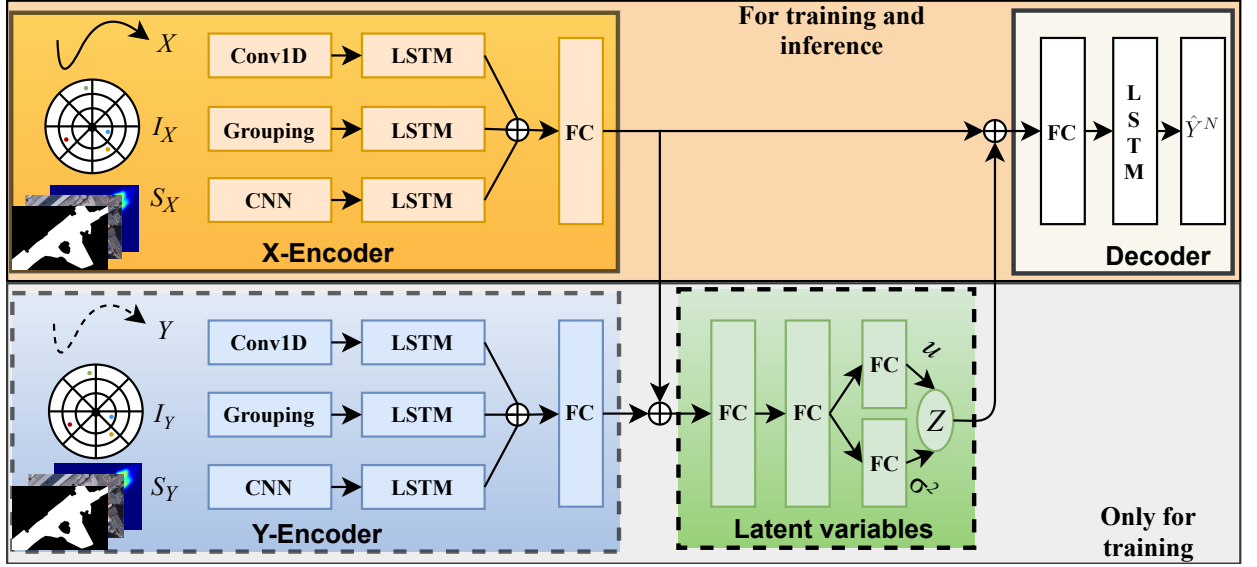 For training and
inference
X
Conv1D
LSTM
I_X
Grouping
LSTM
S_X
CNN
LSTM
FC
X-Encoder
FC
L
S
T
M
Ŷ^N
Decoder
Y
Conv1D
LSTM
I_Y
Grouping
LSTM
S_Y
CNN
LSTM
FC
Y-Encoder
FC
FC
FC
u
FC
σ²
Z
Latent variables
Only for
training